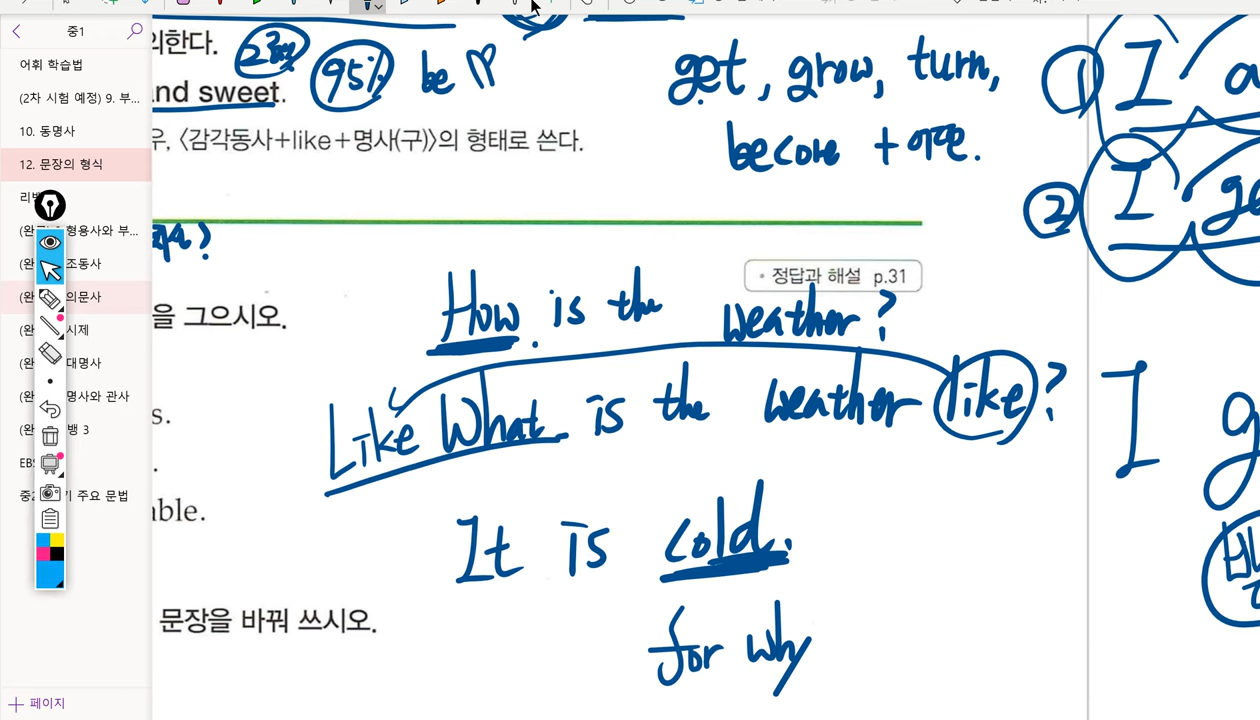 중1
어휘 학습법
(2차 시험 예정) 9. 부...
10. 동명사
12. 문장의 형식
형용사와 부...
조동사
의문사
시제
대명사
명사와 관사
3
주요 문법
페이지
의한다.
95%
be
and sweet.
우, 〈감각동사+like+명사(구)〉의 형태로 쓴다.
get, grow, turn,
become +
① I
② I
정답과 해설 p.31
을 그으시오.
How is the weather?
Like What is the weather like?
I
s.
able.
It is cold.
문장을 바꿔 쓰시오.
for why